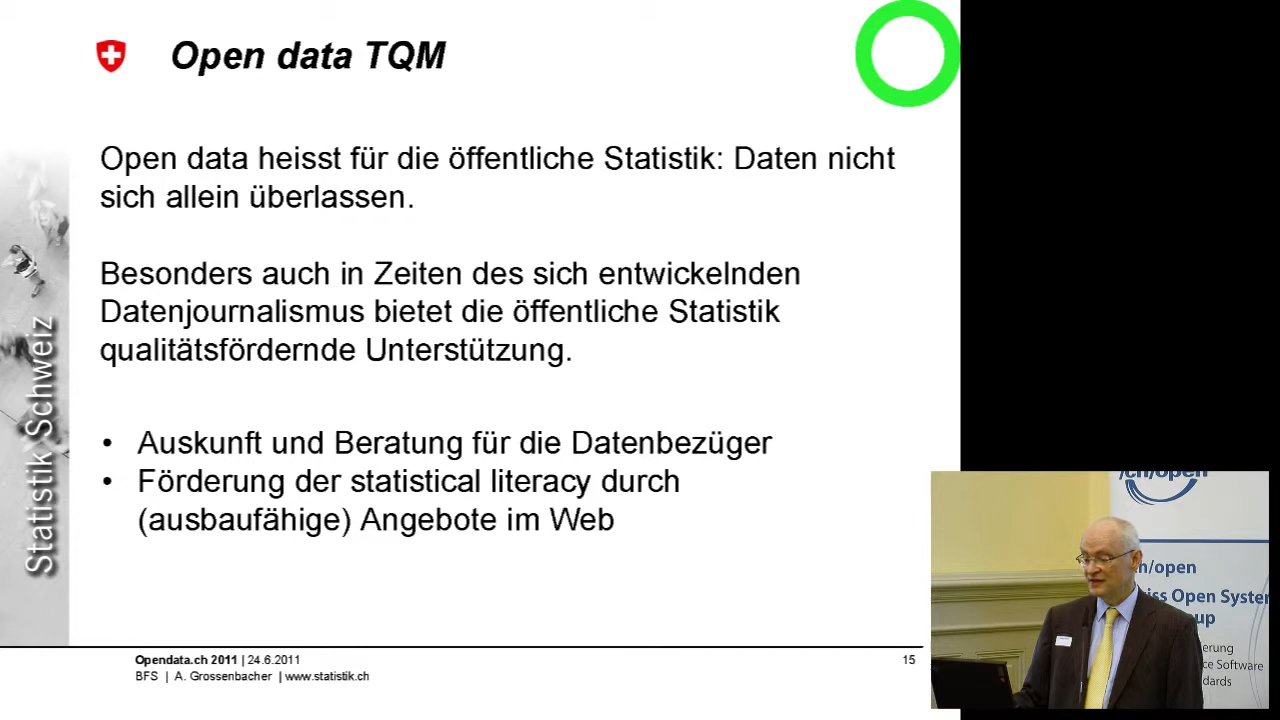 Open data TQM
Open data heisst für die öffentliche Statistik: Daten nicht
sich allein überlassen.
Besonders auch in Zeiten des sich entwickelnden
Datenjournalismus bietet die öffentliche Statistik
qualitätsfördernde Unterstützung.
• Auskunft und Beratung für die Datenbezüger
• Förderung der statistical literacy durch
(ausbaufähige) Angebote im Web
Statistik Schweiz
Opendata.ch 2011 | 24.6.2011
15
BFS | A. Grossenbacher | www.statistik.ch
/ch/open
h/open
iss Open System
up
erung
ce Software
dards